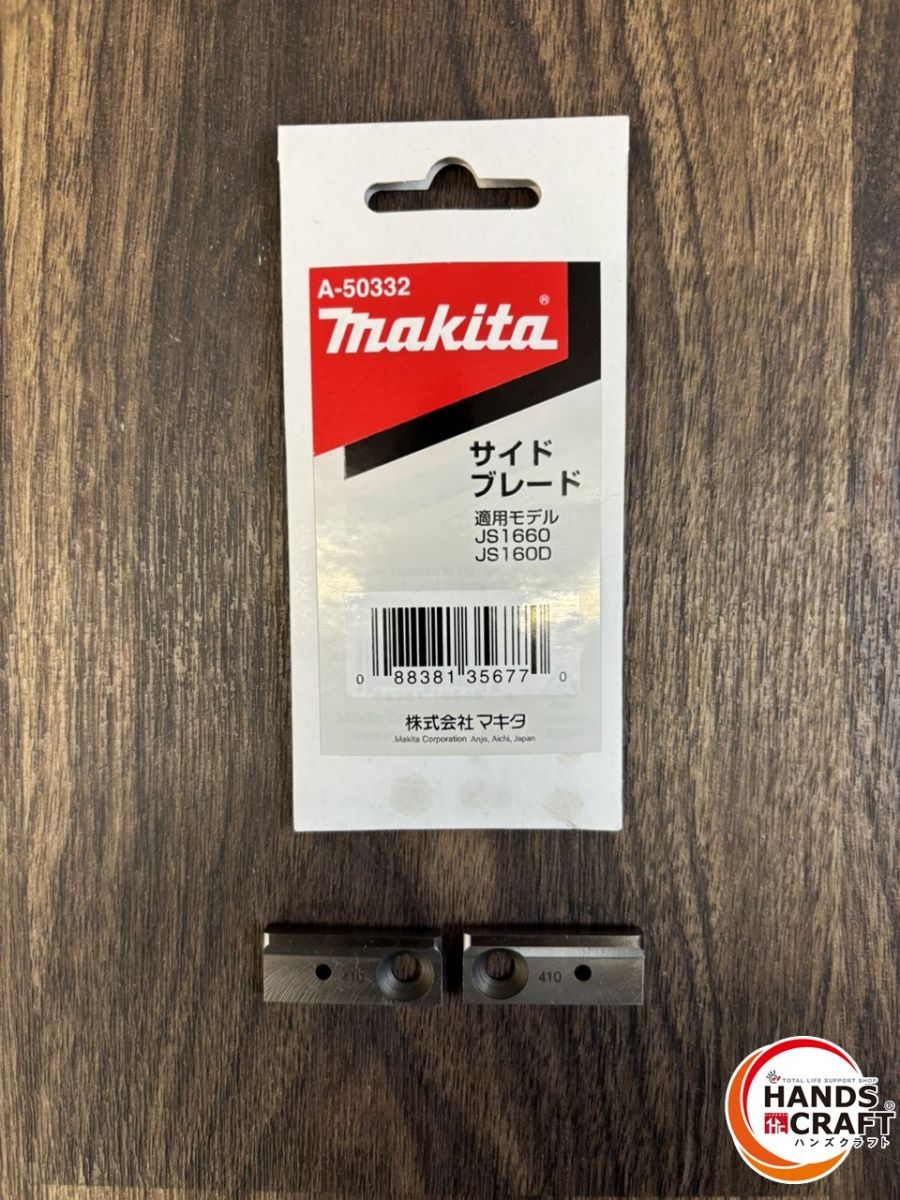 A-50332
makita®
サイド
ブレード
適用モデル
JS1660
JS160D
0 88381 35677 0
株式会社マキタ
Makita Corporation Anjo, Aichi, Japan
410
410
TOTAL LIFE SUPPORT SHOP
HANDS
CRAFT®
ハンズクラフト